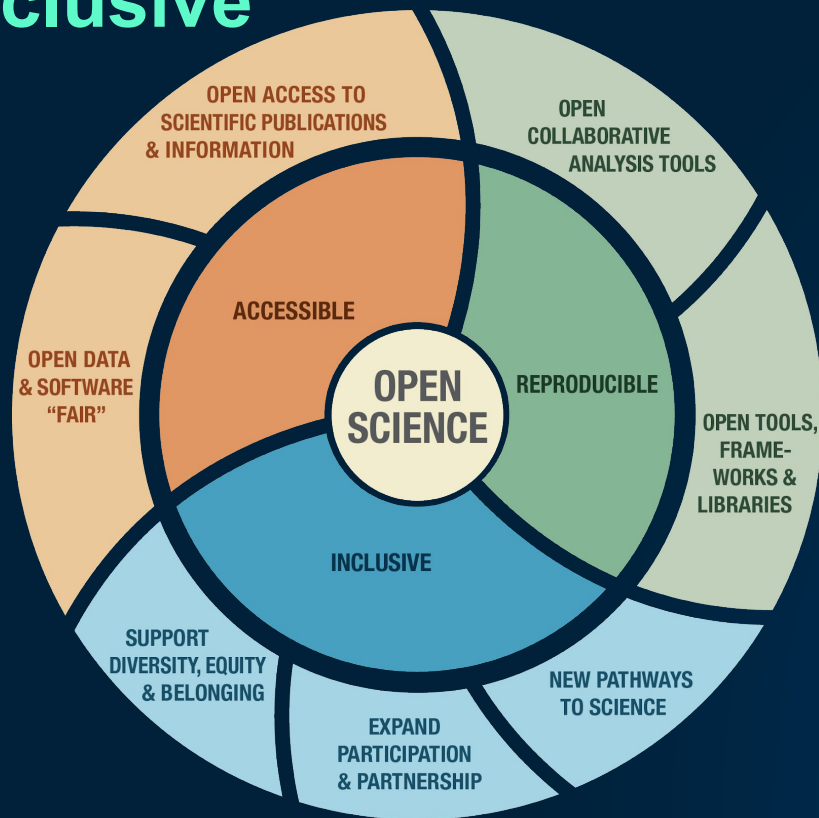 clusive
OPEN ACCESS TO
SCIENTIFIC PUBLICATIONS
& INFORMATION
OPEN
COLLABORATIVE
ANALYSIS TOOLS
ACCESSIBLE
REPRODUCIBLE
OPEN
SCIENCE
OPEN DATA
& SOFTWARE
“FAIR”
OPEN TOOLS,
FRAME-
WORKS &
LIBRARIES
INCLUSIVE
SUPPORT
DIVERSITY, EQUITY
& BELONGING
EXPAND
PARTICIPATION
& PARTNERSHIP
NEW PATHWAYS
TO SCIENCE